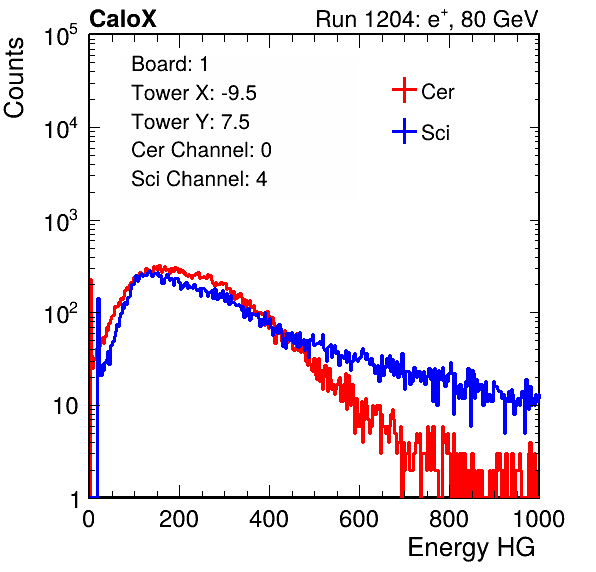 CaloX Run 1204: e⁺, 80 GeV
Counts
10⁵
10⁴
10³
10²
10
1
Board: 1
Tower X: -9.5
Tower Y: 7.5
Cer Channel: 0
Sci Channel: 4
Cer
Sci
0 200 400 600 800 1000
Energy HG